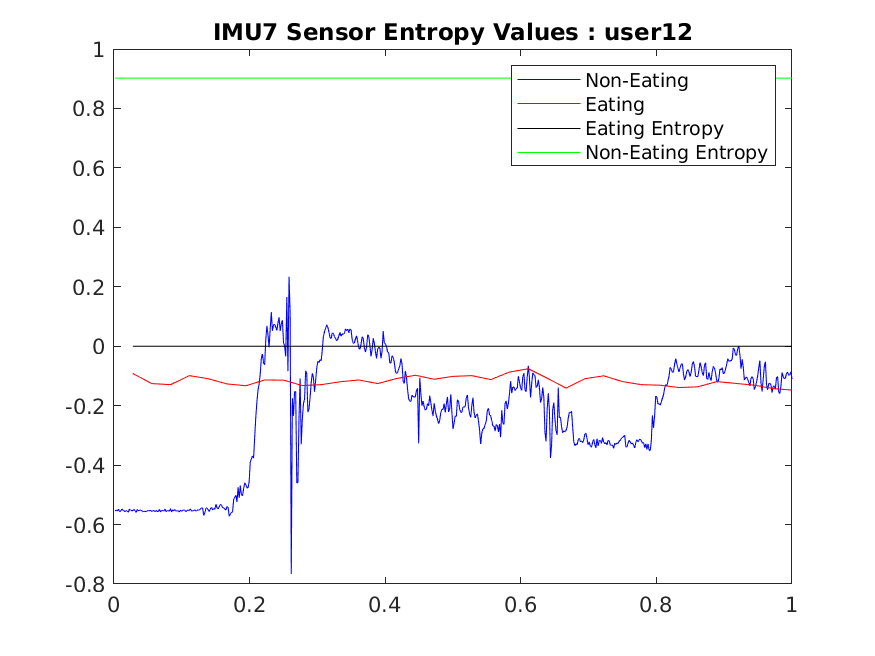 IMU7 Sensor Entropy Values : user12
1
0.8
0.6
0.4
0.2
0
-0.2
-0.4
-0.6
-0.8
Non-Eating
Eating
Eating Entropy
Non-Eating Entropy
0 0.2 0.4 0.6 0.8 1